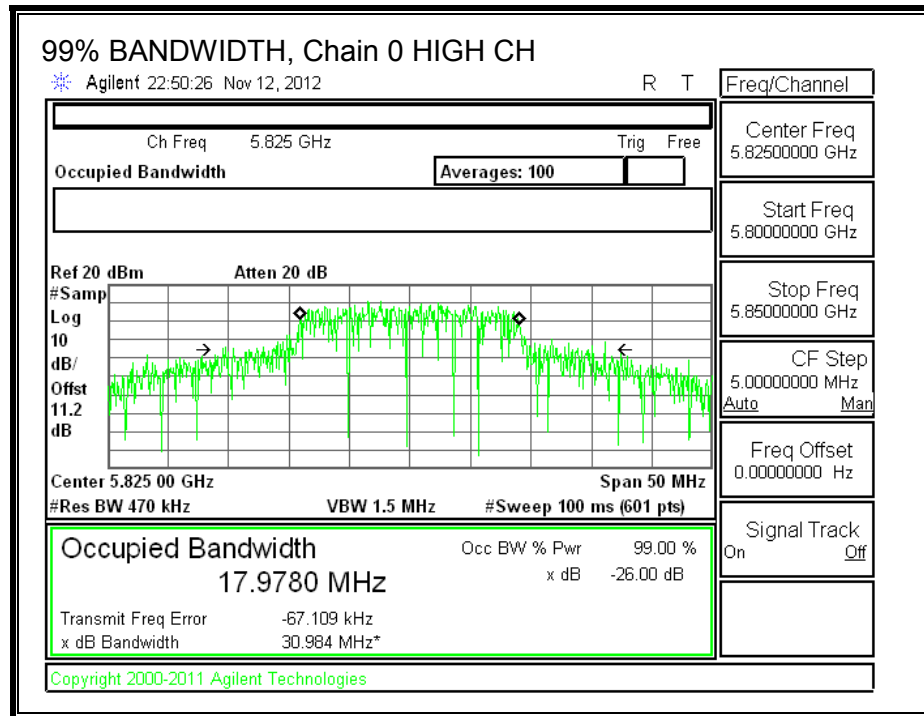 99% BANDWIDTH, Chain 0 HIGH CH
Agilent 22:50:26 Nov 12, 2012 R T
Freq/Channel
Ch Freq 5.825 GHz Trig Free
Occupied Bandwidth Averages: 100
Center Freq
5.82500000 GHz
Start Freq
5.80000000 GHz
Stop Freq
5.85000000 GHz
CF Step
5.00000000 MHz
Auto Man
Freq Offset
0.00000000 Hz
Signal Track
On Off
Ref 20 dBm Atten 20 dB
#Samp
Log
10
dB/
Offst
11.2
dB
Center 5.825 00 GHz Span 50 MHz
#Res BW 470 kHz VBW 1.5 MHz #Sweep 100 ms (601 pts)
Occupied Bandwidth Occ BW % Pwr 99.00 %
17.9780 MHz x dB -26.00 dB
Transmit Freq Error -67.109 kHz
x dB Bandwidth 30.984 MHz*
Copyright 2000-2011 Agilent Technologies